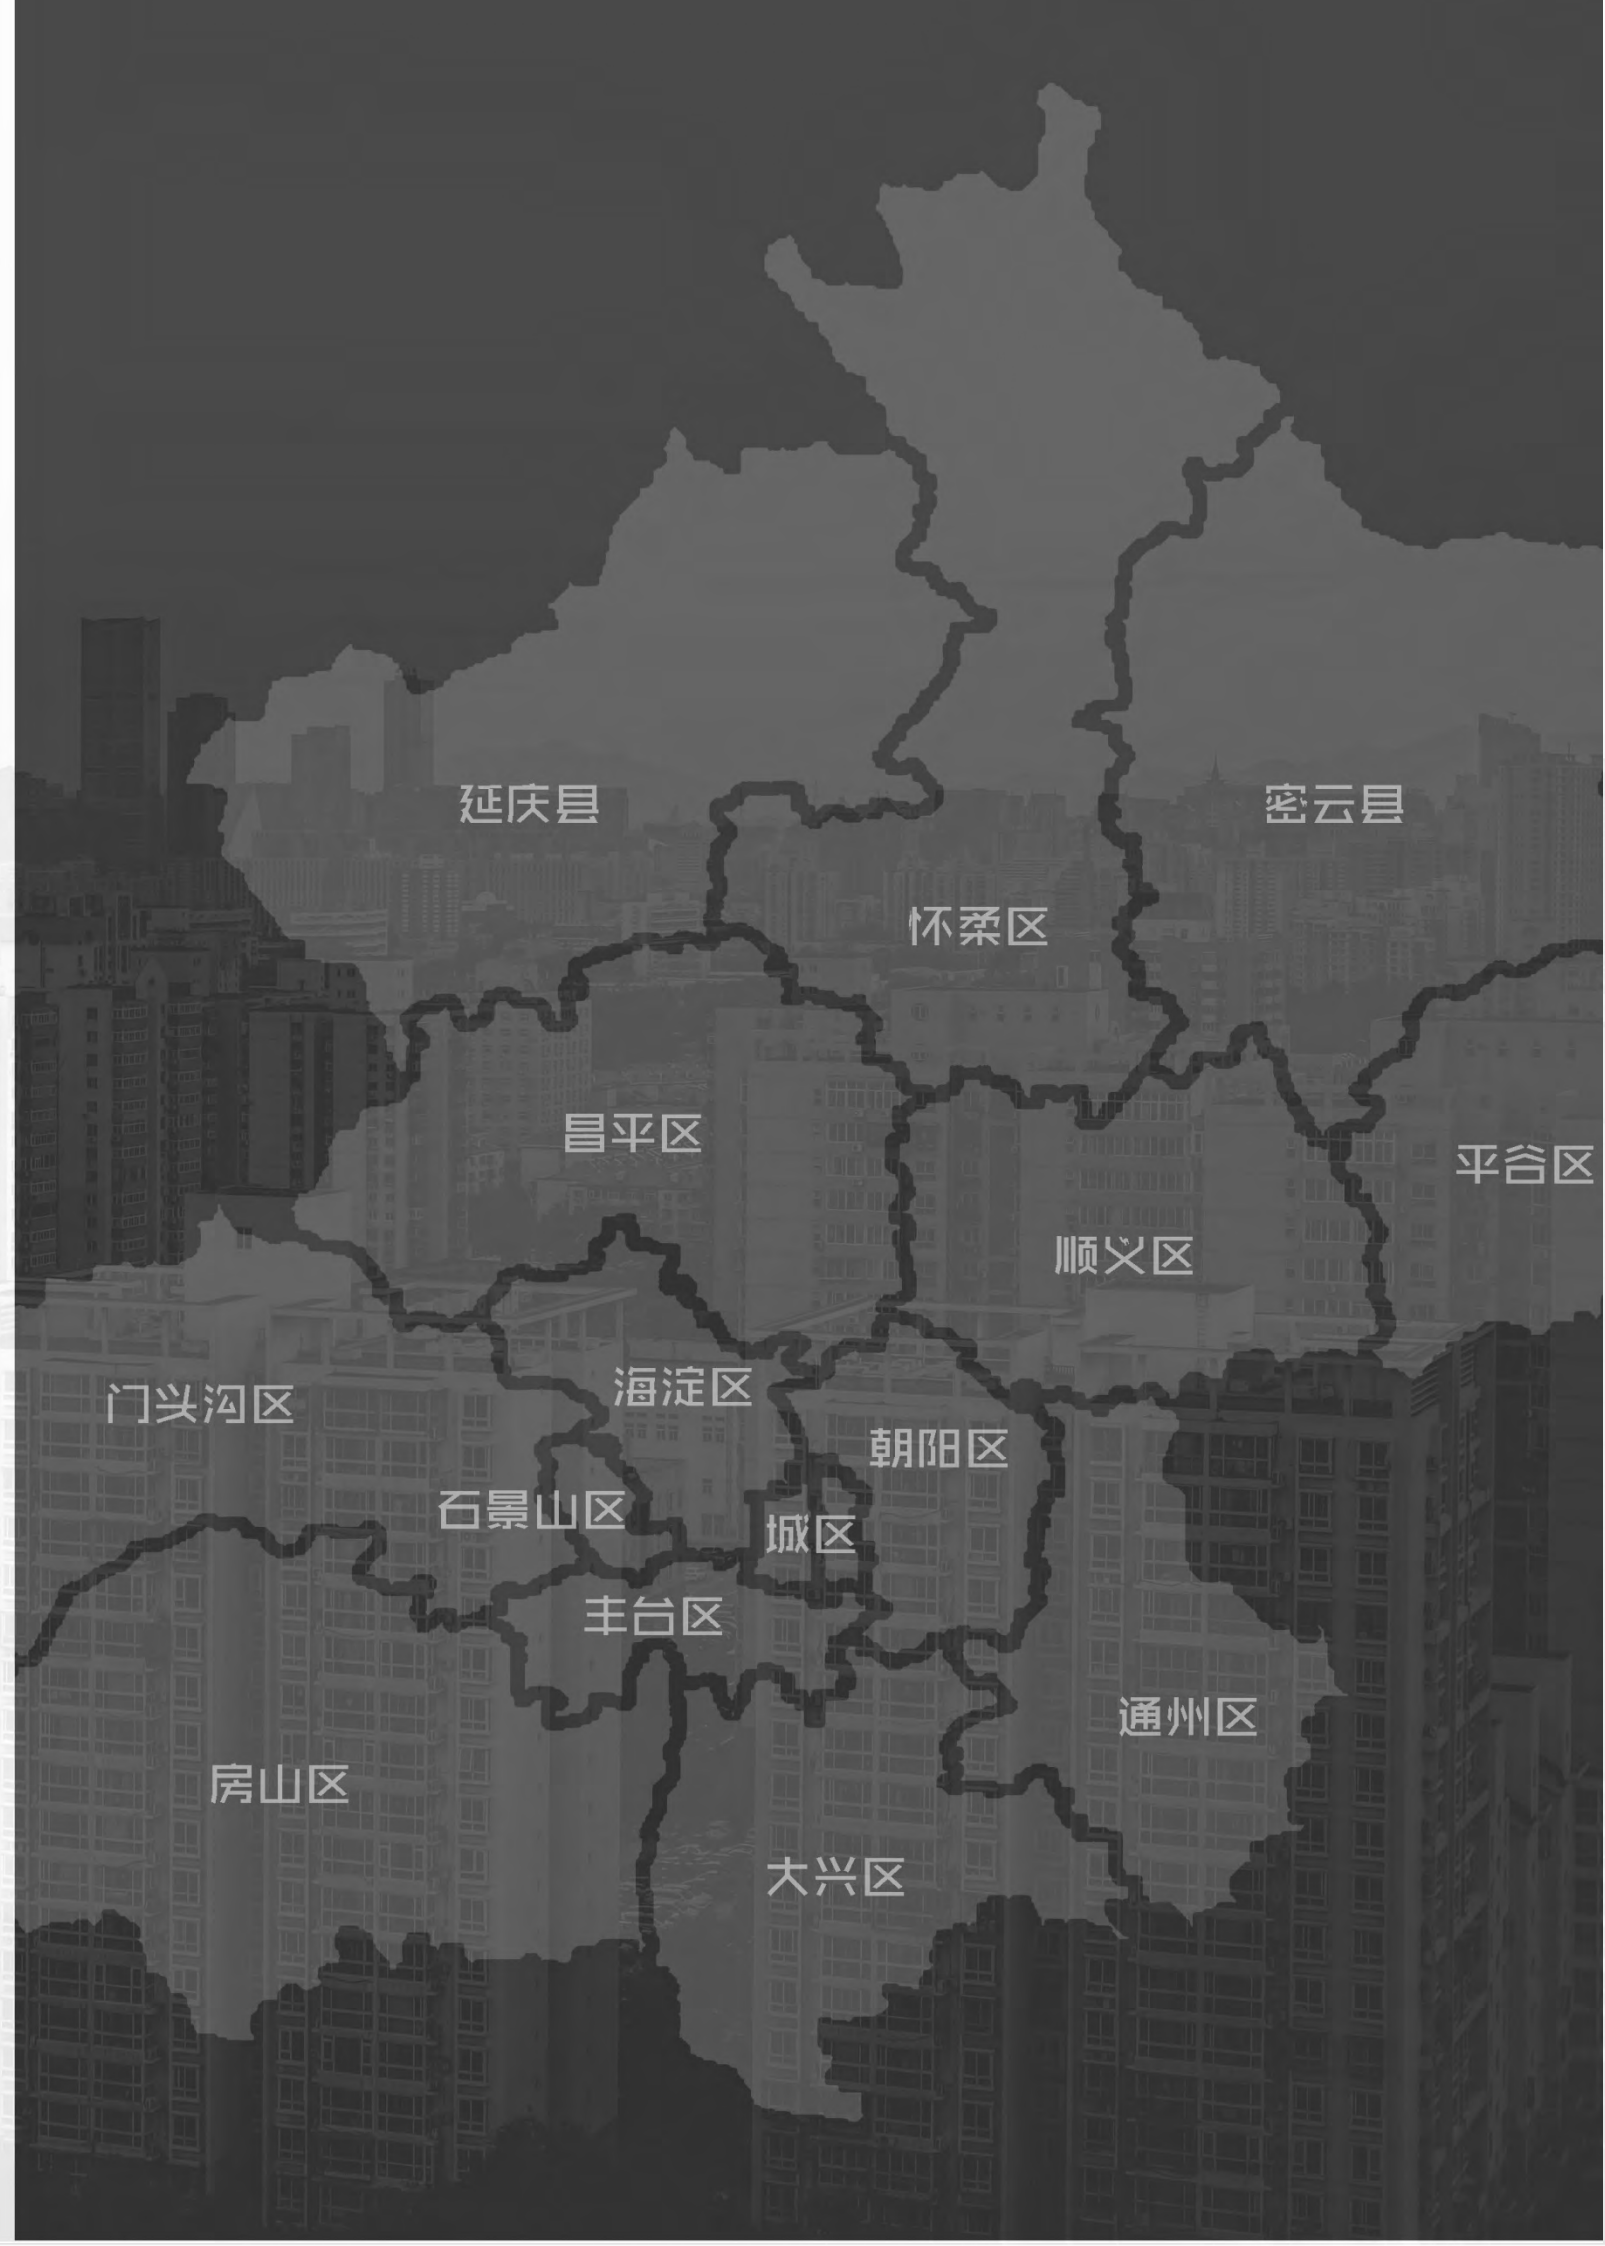 延庆县
密云县
怀柔区
昌平区
平谷区
顺义区
海淀区
门头沟区
朝阳区
石景山区
城区
丰台区
通州区
房山区
大兴区